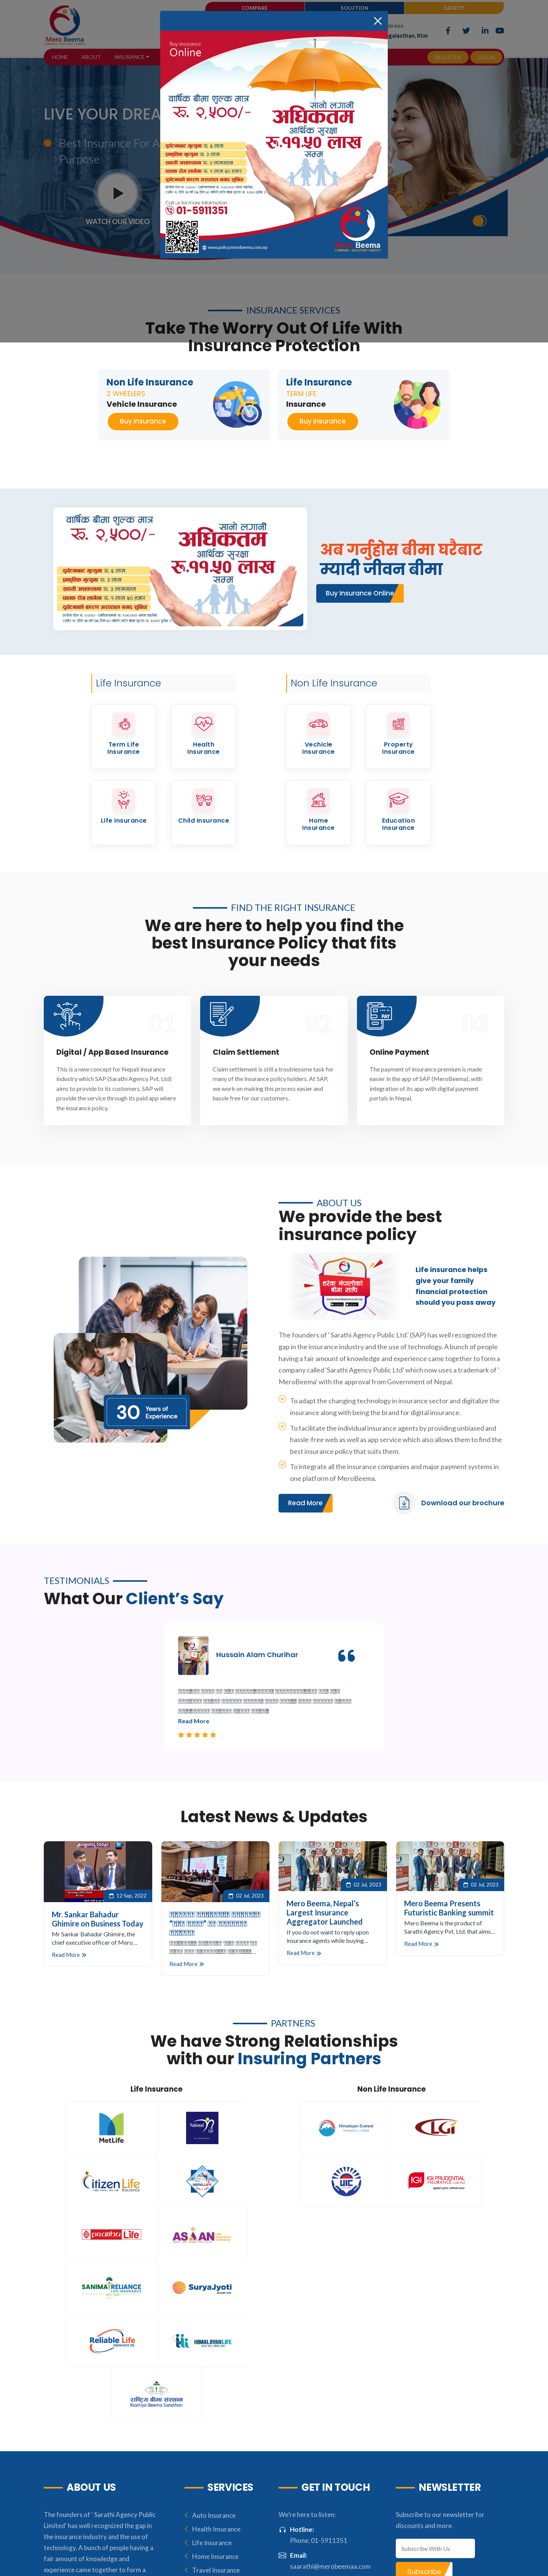 COMPARE
SOLUTION
SAFETY
Mero Beema
HOME
ABOUT
INSURANCE
REGISTER
LOGIN
LIVE YOUR DREA
Best Insurance For A
Purpose
WATCH OUR VIDEO
Buy Insurance
Online
वार्षिक बीमा शुल्क मात्र
रु. २,५००/-
सानो लगानी
अधिकतम
आर्थिक सुरक्षा
रु.११.५० लाख
सम्म
Call us for more information
01-5911351
www.policy.merobeema.com.np
Mero Beema
INSURANCE SERVICES
Take The Worry Out Of Life With
Insurance Protection
Non Life Insurance
2 WHEELERS
Vehicle Insurance
Buy Insurance
Life Insurance
TERM LIFE
Insurance
Buy Insurance
वार्षिक बीमा शुल्क मात्र
रु. २,५००/-
अधिकतम
आर्थिक सुरक्षा
रु.११.५० लाख
अब गर्नुहोस बीमा घरैबाट
म्यादी जीवन बीमा
Buy Insurance Online
Life Insurance
Non Life Insurance
Term Life
Insurance
Health
Insurance
Vechicle
Insurance
Property
Insurance
Life Insurance
Child Insurance
Home
Insurance
Education
Insurance
FIND THE RIGHT INSURANCE
We are here to help you find the
best Insurance Policy that fits
your needs
01
Digital / App Based Insurance
This is a new concept for Nepali insurance
industry which SAP (Sarathi Agency Pvt. Ltd)
aims to provide to its customers. SAP will
provide the service through its paid app where
the insurance policy.
02
Claim Settlement
Claim settlement is still a troublesome task for
many of the insurance policy holders. At SAP,
we work on making this process easier and
hassle free for our customers.
03
Online Payment
The payment of insurance premium is made
easier in the app of SAP (MeroBeema), with
integration of its app with digital payment
portals in Nepal.
ABOUT US
We provide the best
insurance policy
हरेक नेपालीको
बीमा साथि
Life insurance helps
give your family
financial protection
should you pass away
30 Years of
Experience
The founders of ' Sarathi Agency Public Ltd.' (SAP) has well recognized the
gap in the insurance industry and the use of technology. A bunch of people
having a fair amount of knowledge and experience came together to form a
company called 'Sarathi Agency Public Ltd' which now uses a trademark of '
MeroBeema' with the approval from Government of Nepal.
To adapt the changing technology in insurance sector and digitalize the
insurance along with being the brand for digital insurance.
To facilitate the individual insurance agents by providing unbiased and
hassle-free web as well as app service which also allows them to find the
best insurance policy that suits them.
To integrate all the insurance companies and major payment systems in
one platform of MeroBeema.
Read More
Download our brochure
TESTIMONIALS
What Our Client's Say
Hussain Alam Churihar
Read More
Latest News & Updates
12 Sep, 2022
Mr. Sankar Bahadur
Ghimire on Business Today
Mr Sankar Bahadur Ghimire, the
chief executive officer of Mero...
Read More
02 Jul, 2023
Read More
02 Jul, 2023
Mero Beema, Nepal's
Largest Insurance
Aggregator Launched
If you do not want to reply upon
insurance agents while buying...
Read More
02 Jul, 2023
Mero Beema Presents
Futuristic Banking summit
Mero Beema is the product of
Sarathi Agency Pvt. Ltd. that aims...
Read More
PARTNERS
We have Strong Relationships
with our Insuring Partners
Life Insurance
Non Life Insurance
MetLife
National
Himalayan Everest
LGI
Citizen Life
UIC
IGI PRUDENTIAL
Prabhu Life
ASIAN
SANIMA RELIANCE
SuryaJyoti
Reliable Life
HIMALAYAN LIFE
राष्ट्रिय बीमा संस्थान
Rastriya Beema Sansthan
ABOUT US
The founders of ' Sarathi Agency Public
Limited' has well recognized the gap in
the insurance industry and the use of
technology. A bunch of people having a
fair amount of knowledge and
experience came together to form a
SERVICES
Auto Insurance
Health Insurance
Life Insurance
Home Insurance
Travel Insurance
GET IN TOUCH
We're here to listen:
Hotline:
Phone: 01-5911351
Email:
saarathi@merobeemaa.com
NEWSLETTER
Subscribe to our newsletter for
discounts and more.
Subscribe With Us
Subscribe